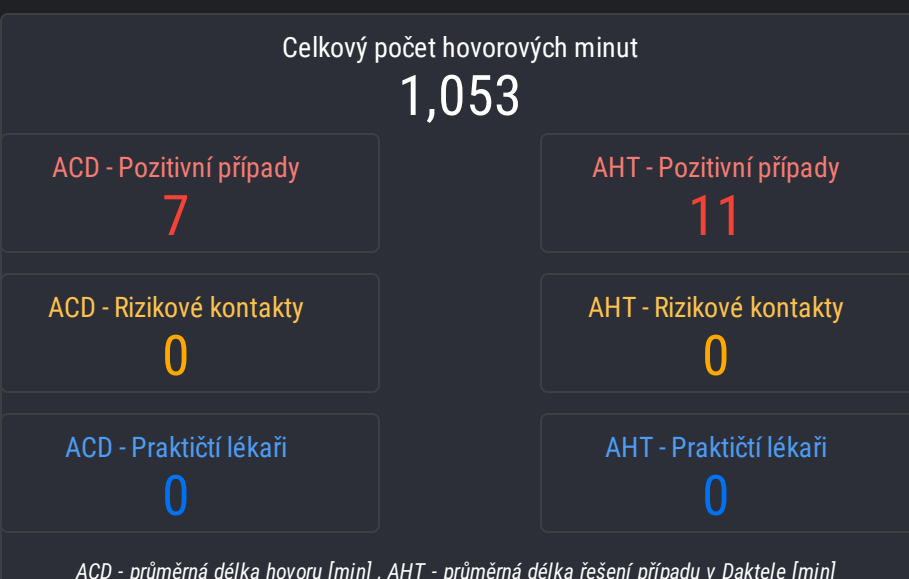 Celkový počet hovorových minut
1,053
ACD - Pozitivní případy
7
AHT - Pozitivní případy
11
ACD - Rizikové kontakty
0
AHT - Rizikové kontakty
0
ACD - Praktičtí lékaři
0
AHT - Praktičtí lékaři
0
ACD - průměrná délka hovoru [min] , AHT - průměrná délka řešení případu v Daktele [min]